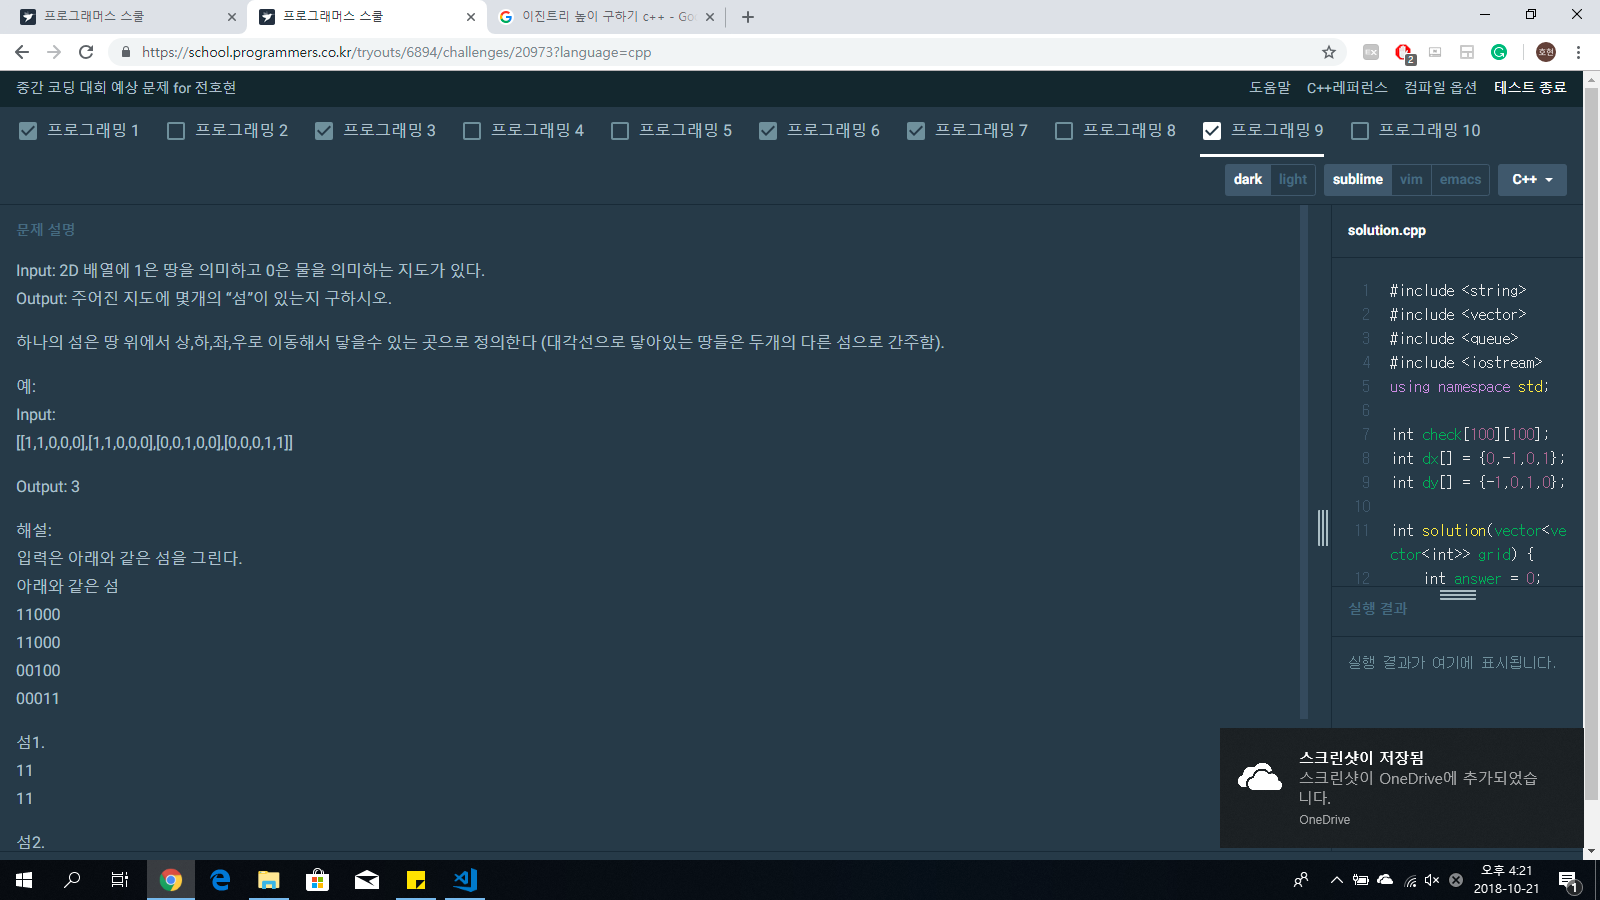 프로그래머스 스쿨
프로그래머스 스쿨
이진트리 높이 구하기 c++ - Go
https://school.programmers.co.kr/tryouts/6894/challenges/20973?language=cpp
EX
2
호현
중간 코딩 대회 예상 문제 for 전호현
도움말 C++레퍼런스 컴파일 옵션 테스트 종료
프로그래밍 1 프로그래밍 2 프로그래밍 3 프로그래밍 4 프로그래밍 5 프로그래밍 6 프로그래밍 7 프로그래밍 8 프로그래밍 9 프로그래밍 10
dark light sublime vim emacs C++
문제 설명
Input: 2D 배열에 1은 땅을 의미하고 0은 물을 의미하는 지도가 있다.
Output: 주어진 지도에 몇개의 “섬”이 있는지 구하시오.
하나의 섬은 땅 위에서 상,하,좌,우로 이동해서 닿을수 있는 곳으로 정의한다 (대각선으로 닿아있는 땅들은 두개의 다른 섬으로 간주함).
예:
Input:
[[1,1,0,0,0],[1,1,0,0,0],[0,0,1,0,0],[0,0,0,1,1]]
Output: 3
해설:
입력은 아래와 같은 섬을 그린다.
아래와 같은 섬
11000
11000
00100
00011
섬1.
11
11
섬2.
solution.cpp
1 #include <string>
2 #include <vector>
3 #include <queue>
4 #include <iostream>
5 using namespace std;
6
7 int check[100][100];
8 int dx[] = {0,-1,0,1};
9 int dy[] = {-1,0,1,0};
10
11 int solution(vector<ve
ctor<int>> grid) {
12 int answer = 0;
실행 결과
실행 결과가 여기에 표시됩니다.
스크린샷이 저장됨
스크린샷이 OneDrive에 추가되었습
니다.
OneDrive
오후 4:21
2018-10-21
1